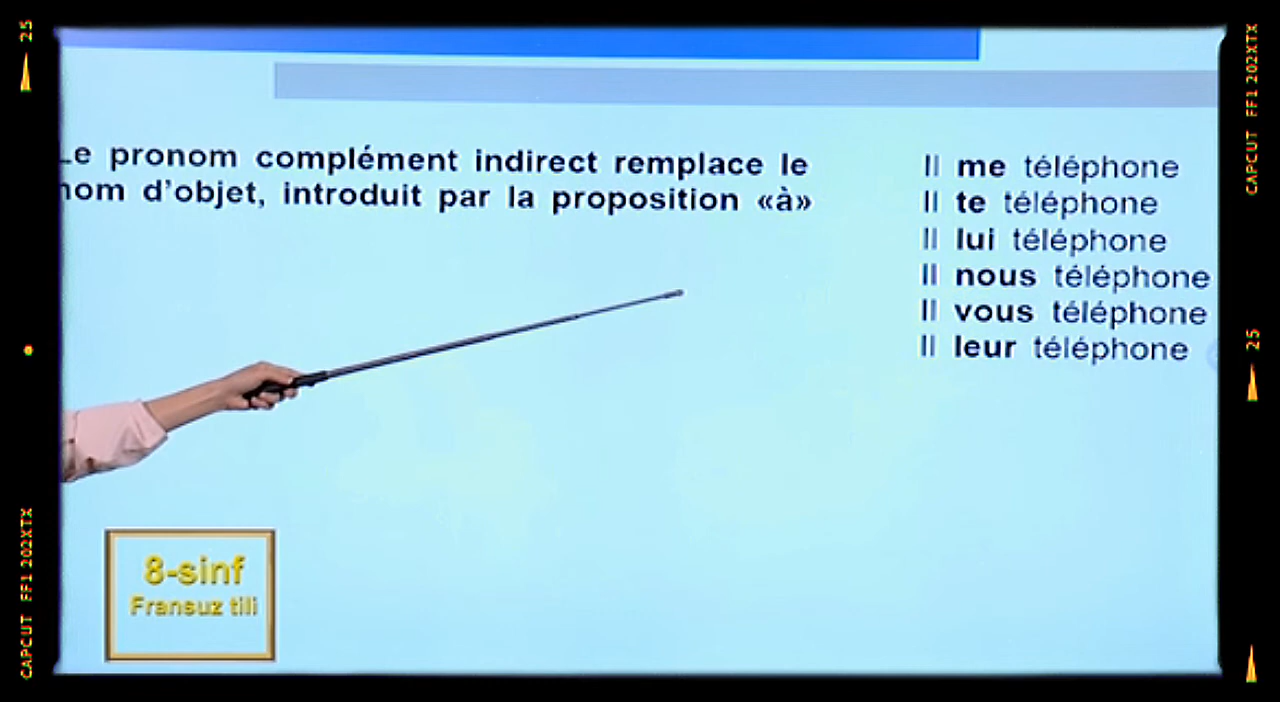 Le pronom complément indirect remplace le
nom d'objet, introduit par la proposition «à»
Il me téléphone
Il te téléphone
Il lui téléphone
Il nous téléphone
Il vous téléphone
Il leur téléphone
8-sinf
Fransuz tili
25
CAPCUT FF1 202XTX
CAPCUT FF1 202XTX
25